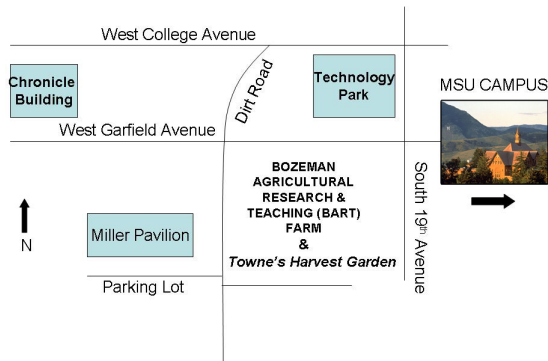 West College Avenue
Chronicle
Building
Dirt Road
Technology
Park
MSU CAMPUS
West Garfield Avenue
BOZEMAN
AGRICULTURAL
RESEARCH &
TEACHING (BART)
FARM
&
Towne's Harvest Garden
South 19th Avenue
N
Miller Pavilion
Parking Lot